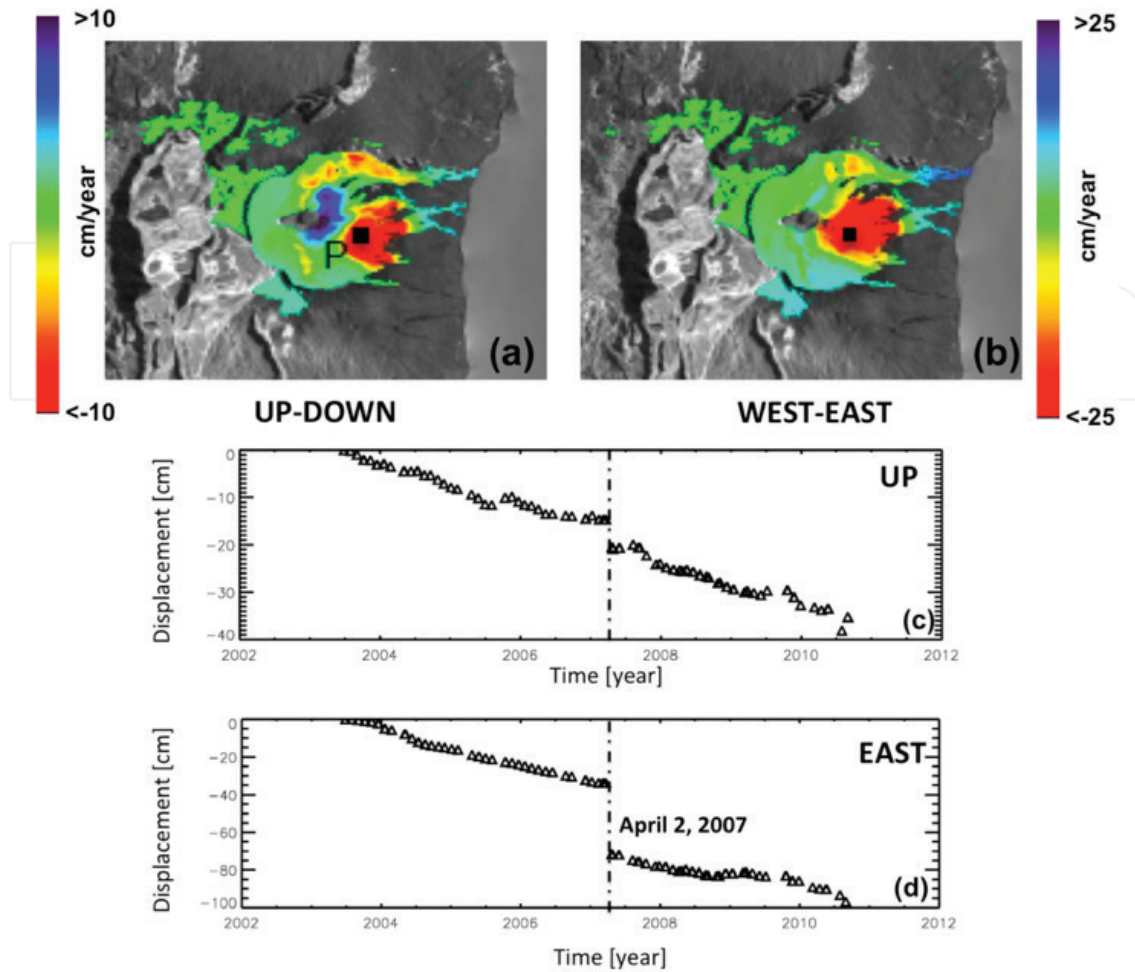 >10
>25
cm/year
cm/year
P
(a)
(b)
<-10
<-25
UP-DOWN
WEST-EAST
Displacement [cm]
0
-10
-20
-30
-40
UP
(c)
2002 2004 2006 2008 2010 2012
Time [year]
Displacement [cm]
0
-20
-40
-60
-80
-100
EAST
April 2, 2007
(d)
2002 2004 2006 2008 2010 2012
Time [year]